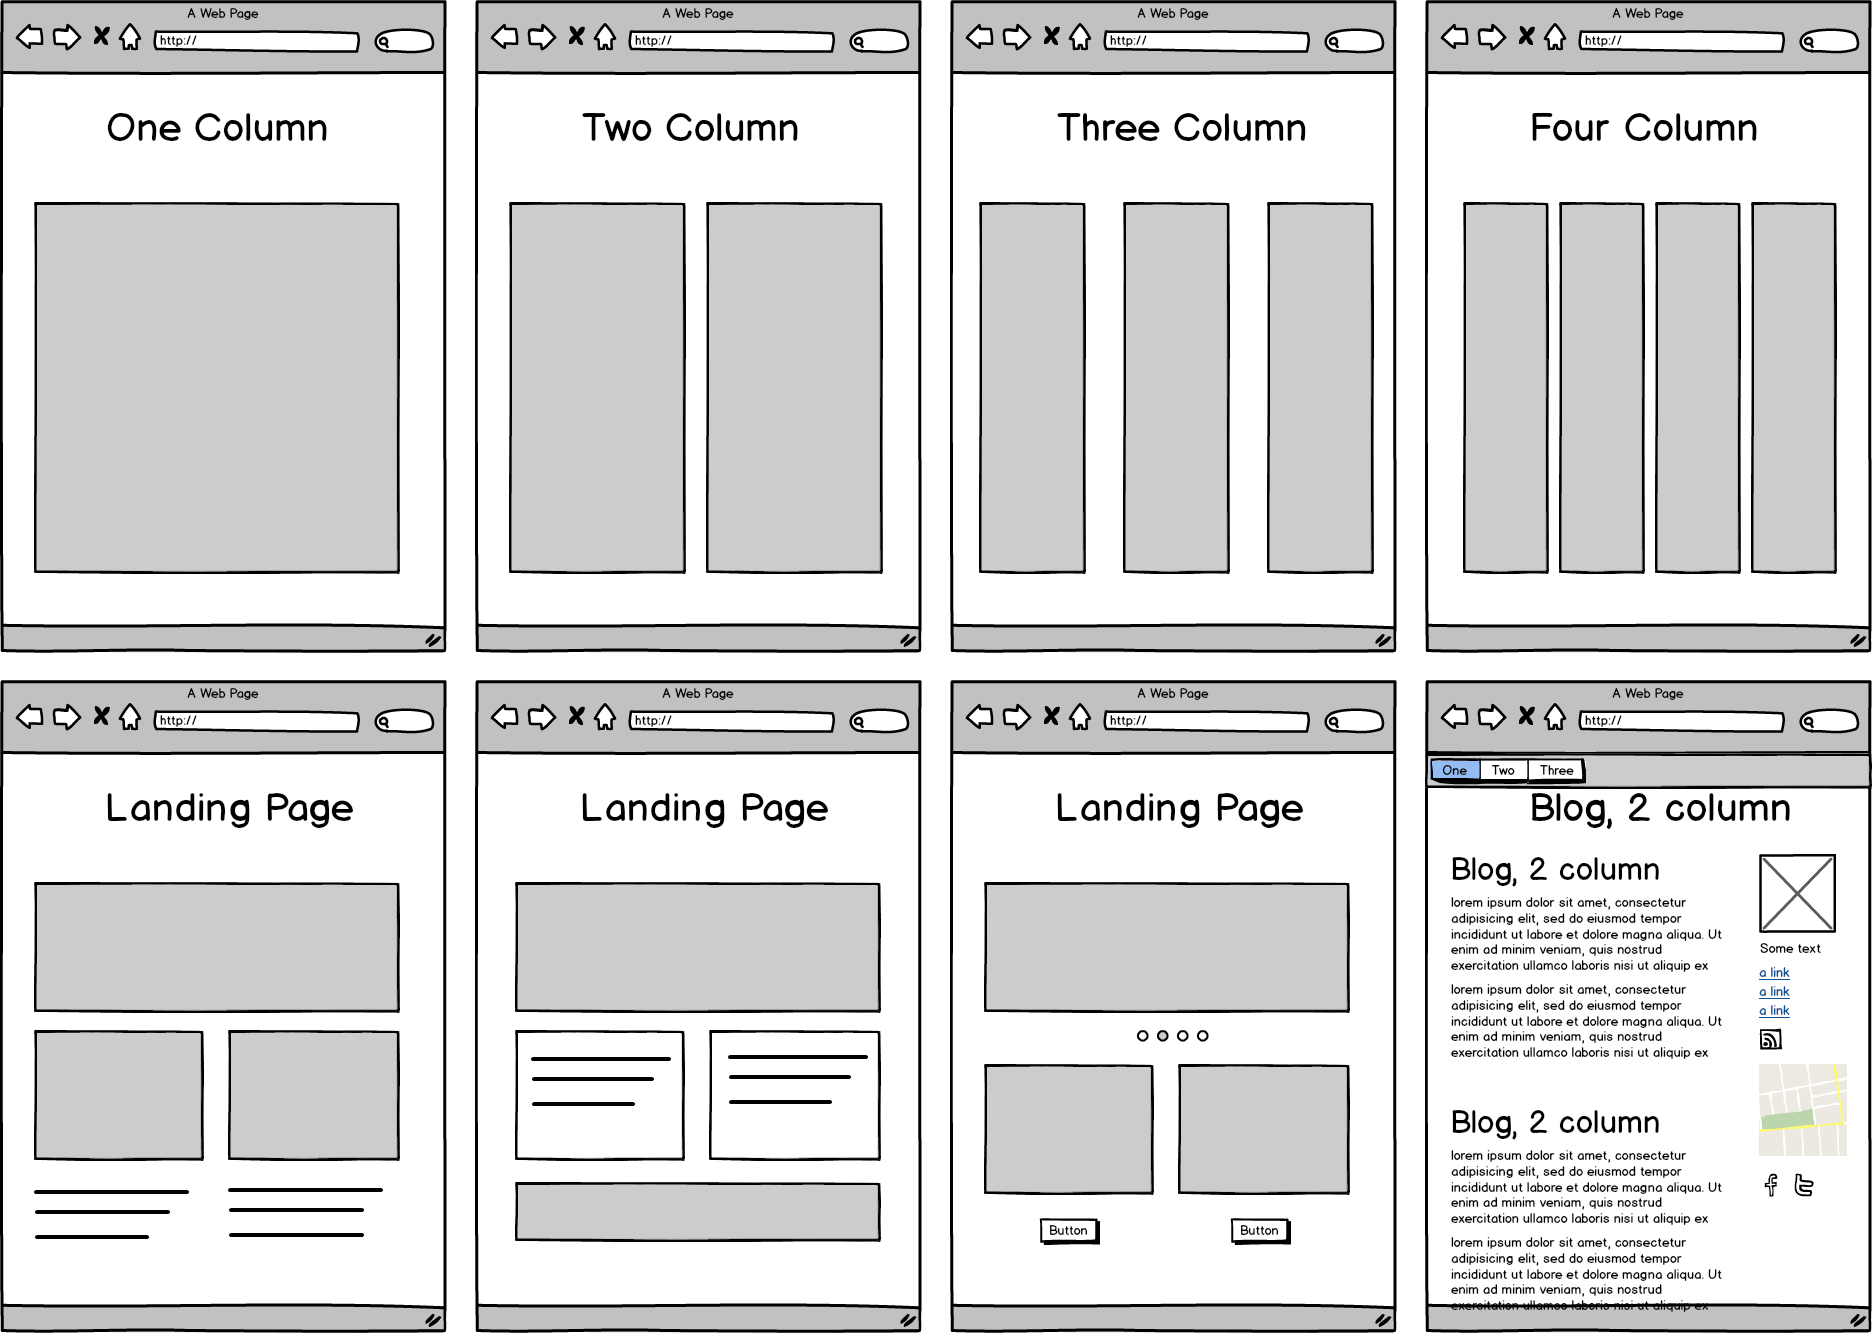 A Web Page
http://
One Column
A Web Page
http://
Two Column
A Web Page
http://
Three Column
A Web Page
http://
Four Column
A Web Page
http://
Landing Page
A Web Page
http://
Landing Page
A Web Page
http://
Landing Page
Button
Button
A Web Page
http://
One
Two
Three
Blog, 2 column
Blog, 2 column
lorem ipsum dolor sit amet, consectetur
adipisicing elit, sed do eiusmod tempor
incididunt ut labore et dolore magna aliqua. Ut
enim ad minim veniam, quis nostrud
exercitation ullamco laboris nisi ut aliquip ex
lorem ipsum dolor sit amet, consectetur
adipisicing elit, sed do eiusmod tempor
incididunt ut labore et dolore magna aliqua. Ut
enim ad minim veniam, quis nostrud
exercitation ullamco laboris nisi ut aliquip ex
Blog, 2 column
lorem ipsum dolor sit amet, consectetur
adipisicing elit, sed do eiusmod tempor
incididunt ut labore et dolore magna aliqua. Ut
enim ad minim veniam, quis nostrud
exercitation ullamco laboris nisi ut aliquip ex
lorem ipsum dolor sit amet, consectetur
adipisicing elit, sed do eiusmod tempor
incididunt ut labore et dolore magna aliqua. Ut
enim ad minim veniam, quis nostrud
exercitation ullamco laboris nisi ut aliquip ex
Some text
a link
a link
a link